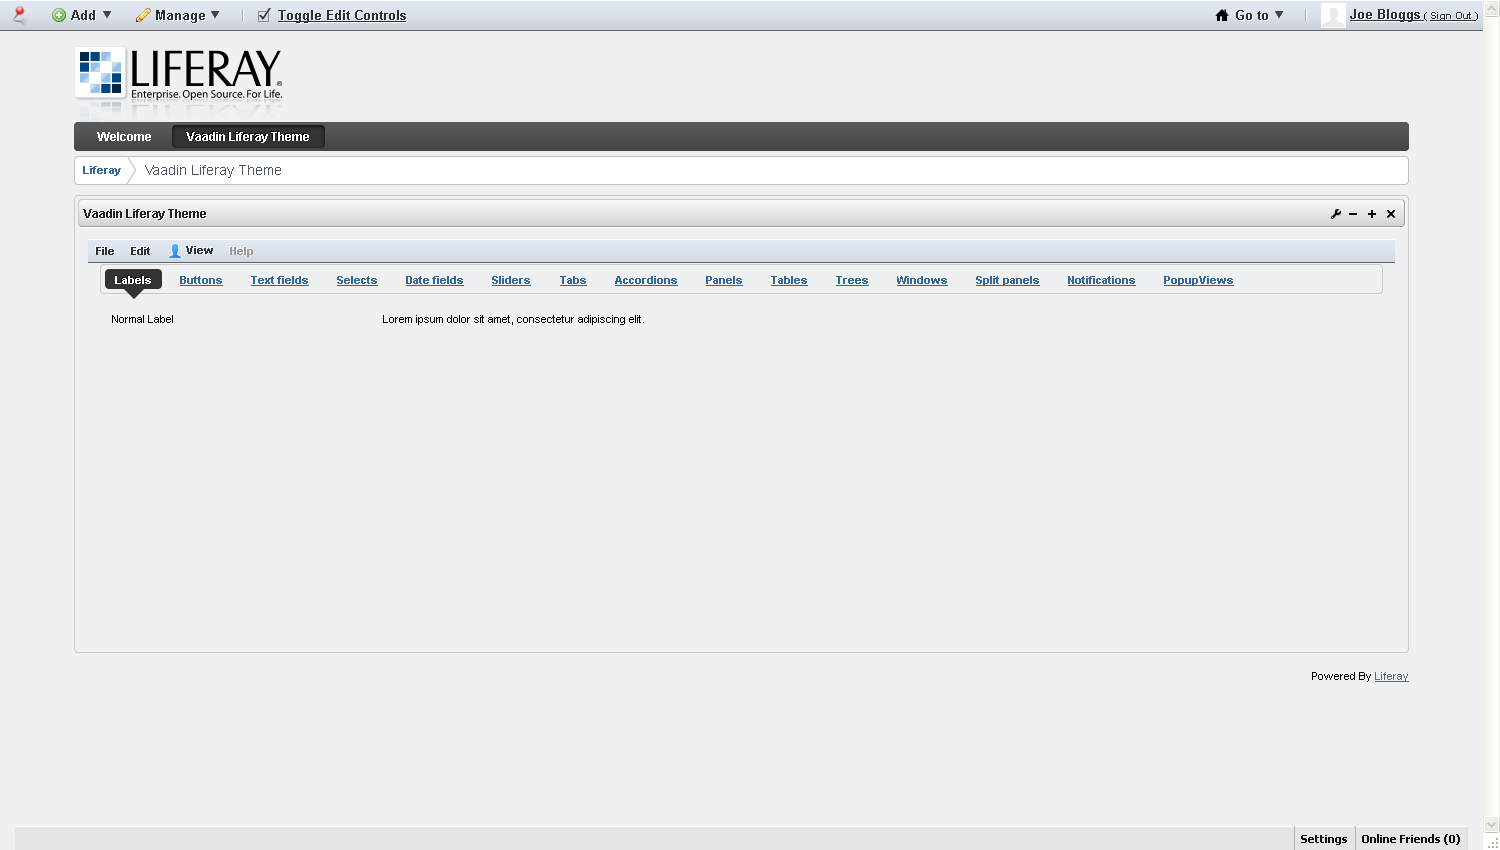 Add Manage Toggle Edit Controls Go to Joe Bloggs ( Sign Out )
LIFERAY.
Enterprise. Open Source. For Life.
Welcome Vaadin Liferay Theme
Liferay Vaadin Liferay Theme
Vaadin Liferay Theme
File Edit View Help
Labels Buttons Text fields Selects Date fields Sliders Tabs Accordions Panels Tables Trees Windows Split panels Notifications PopupViews
Normal Label Lorem ipsum dolor sit amet, consectetur adipiscing elit.
Powered By Liferay
Settings Online Friends (0)